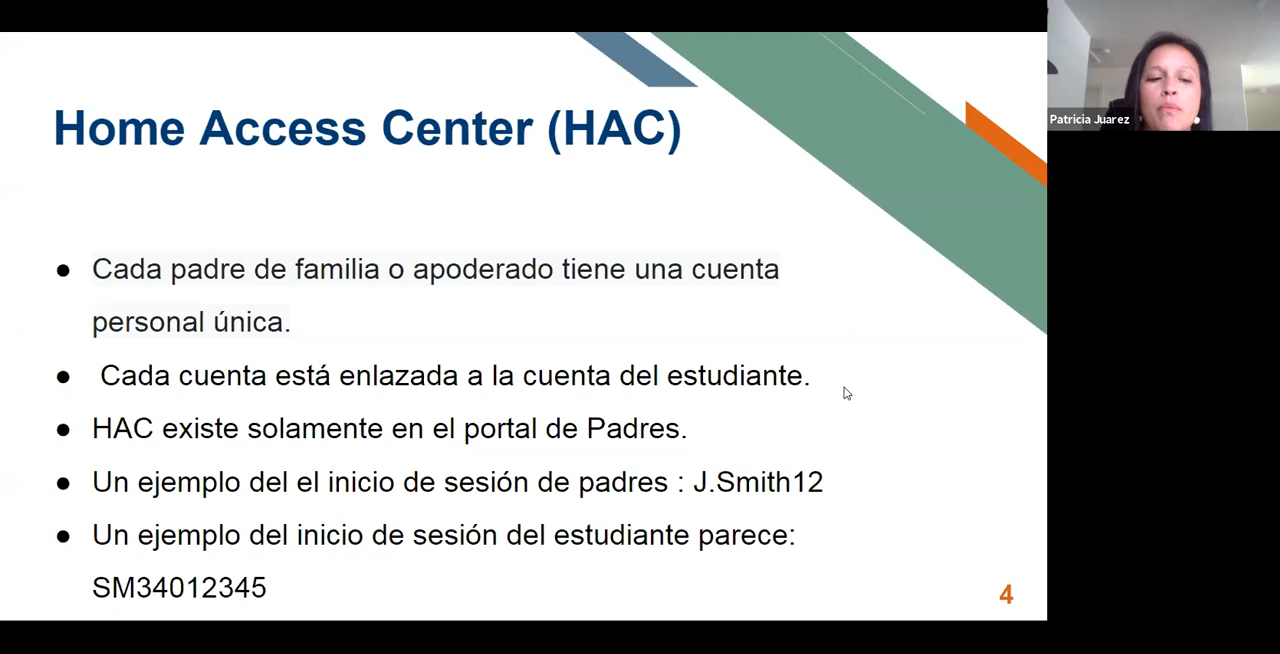 Home Access Center (HAC)
Patricia Juarez
● Cada padre de familia o apoderado tiene una cuenta
personal única.
● Cada cuenta está enlazada a la cuenta del estudiante.
● HAC existe solamente en el portal de Padres.
● Un ejemplo del el inicio de sesión de padres : J.Smith12
● Un ejemplo del inicio de sesión del estudiante parece:
SM34012345
4